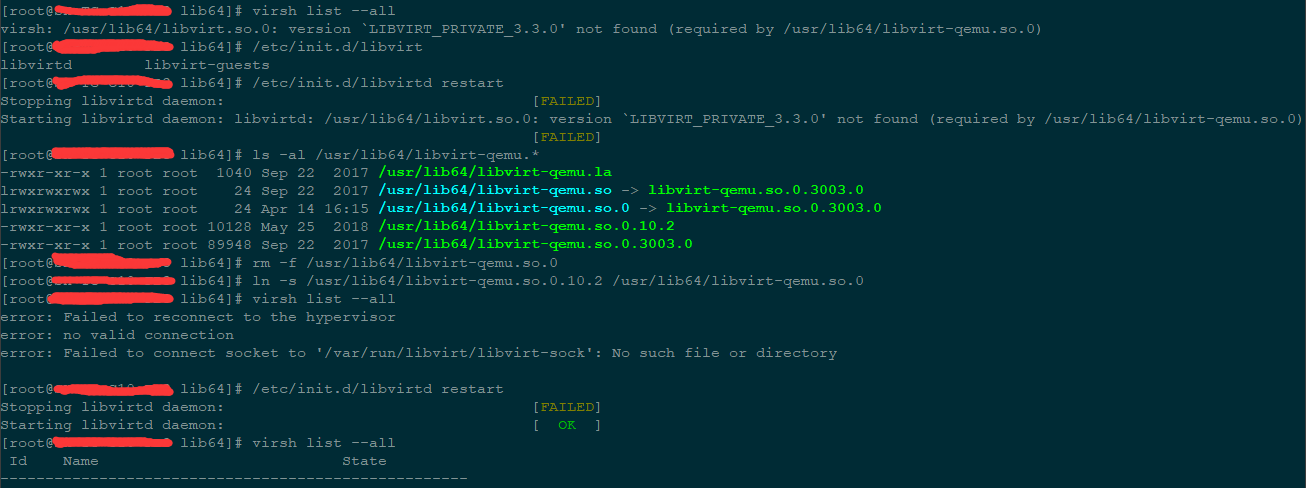 [root@ lib64]# virsh list --all
virsh: /usr/lib64/libvirt.so.0: version `LIBVIRT_PRIVATE_3.3.0' not found (required by /usr/lib64/libvirt-qemu.so.0)
[root@ lib64]# /etc/init.d/libvirt
libvirtd        libvirt-guests
[root@ lib64]# /etc/init.d/libvirtd restart
Stopping libvirtd daemon:                                  [FAILED]
Starting libvirtd daemon: libvirtd: /usr/lib64/libvirt.so.0: version `LIBVIRT_PRIVATE_3.3.0' not found (required by /usr/lib64/libvirt-qemu.so.0)
                                                           [FAILED]
[root@ lib64]# ls -al /usr/lib64/libvirt-qemu.*
-rwxr-xr-x 1 root root  1040 Sep 22  2017 /usr/lib64/libvirt-qemu.la
lrwxrwxrwx 1 root root    24 Sep 22  2017 /usr/lib64/libvirt-qemu.so -> libvirt-qemu.so.0.3003.0
lrwxrwxrwx 1 root root    24 Apr 14 16:15 /usr/lib64/libvirt-qemu.so.0 -> libvirt-qemu.so.0.3003.0
-rwxr-xr-x 1 root root 10128 May 25  2018 /usr/lib64/libvirt-qemu.so.0.10.2
-rwxr-xr-x 1 root root 89948 Sep 22  2017 /usr/lib64/libvirt-qemu.so.0.3003.0
[root@ lib64]# rm -f /usr/lib64/libvirt-qemu.so.0
[root@ lib64]# ln -s /usr/lib64/libvirt-qemu.so.0.10.2 /usr/lib64/libvirt-qemu.so.0
[root@ lib64]# virsh list --all
error: Failed to reconnect to the hypervisor
error: no valid connection
error: Failed to connect socket to '/var/run/libvirt/libvirt-sock': No such file or directory
[root@ lib64]# /etc/init.d/libvirtd restart
Stopping libvirtd daemon:                                  [FAILED]
Starting libvirtd daemon:                                  [  OK  ]
[root@ lib64]# virsh list --all
 Id    Name                           State
----------------------------------------------------